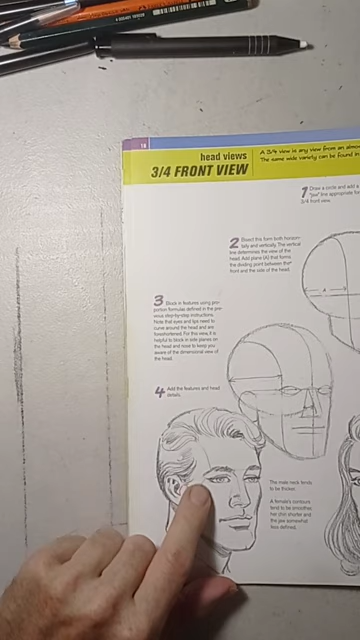 18
head views
3/4 FRONT VIEW
A 3/4 view is any view from an almo
The same wide variety can be found in
1 Draw a circle and add a
"jaw" line appropriate for
3/4 front view.
2 Bisect this form both horizon-
tally and vertically. The vertical
line determines the view of the
head. Add plane (A) that forms
the dividing point between the
front and the side of the head.
A
3 Block in features using pro-
portion formulas defined in the pre-
vious step-by-step instructions.
Note that eyes and lips need to
curve around the head and are
foreshortened. For this view, it is
helpful to block in side planes on
the head and nose to keep you
aware of the dimensional view of
the head.
4 Add the features and head
details.
The male neck tends
to be thicker.
A female's contours
tend to be smoother,
her chin shorter and
the jaw somewhat
less defined.